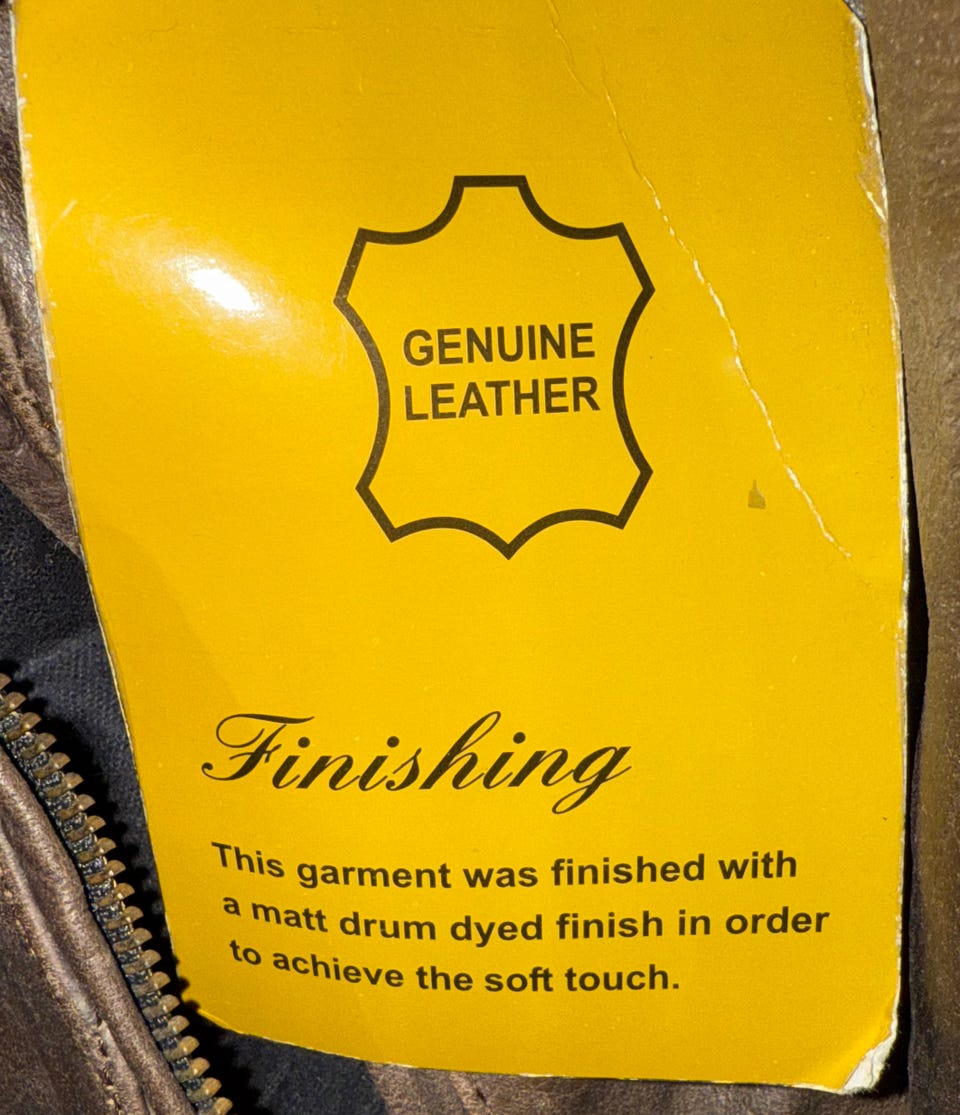 GENUINE
LEATHER
Finishing
This garment was finished with
a matt drum dyed finish in order
to achieve the soft touch.